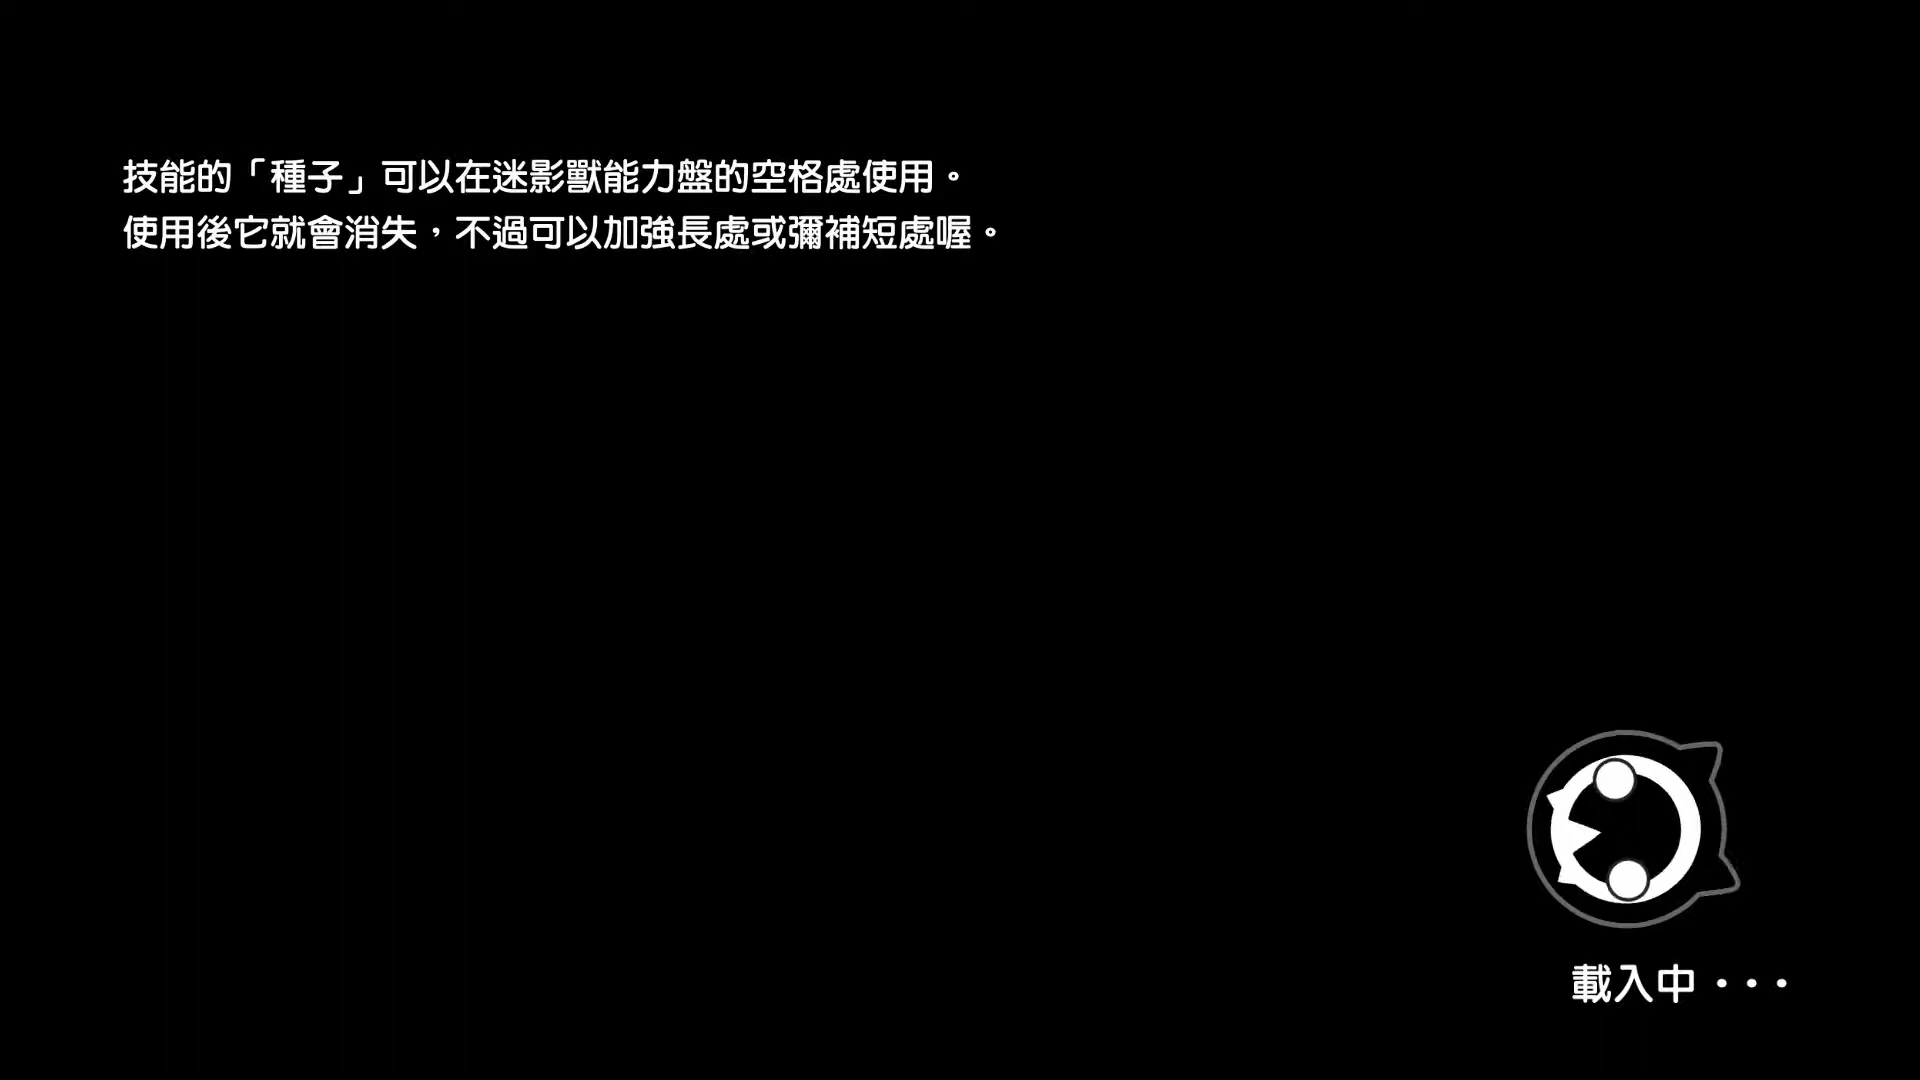 技能的「種子」可以在迷影獸能力盤的空格處使用。
使用後它就會消失，不過可以加強長處或彌補短處喔。
載入中・・・